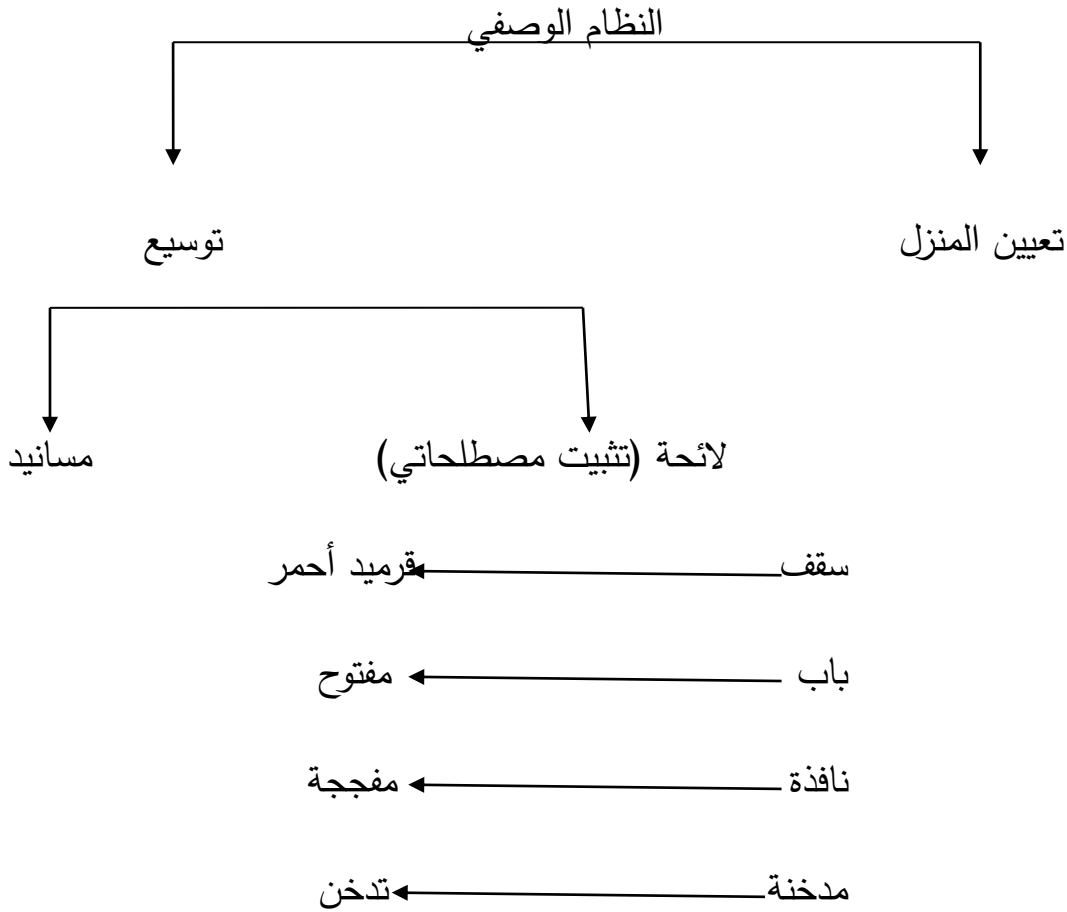 النظام الوصفي
تعيين المنزل توسيع
لائحة (تثبيت مصطلحاتي) مسانيد
سقف قرميد أحمر
باب مفتوح
نافذة مفججة
مدخنة تدخن